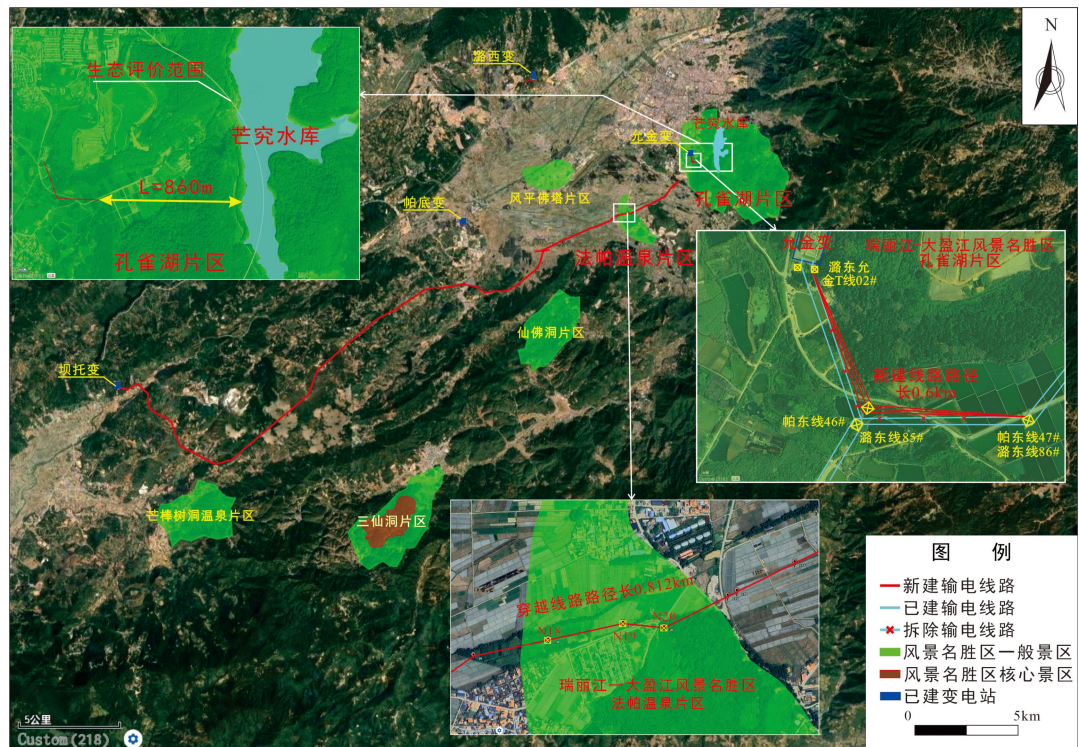 生态评价范围
芒究水库
L=860m
孔雀湖片区
潞西变
N
芒究水库
允金变
孔雀湖片区
风平佛塔片区
帕底变
法帕温泉片区
仙佛洞片区
坝托变
芒棒树洞温泉片区
三仙洞片区
允金变
瑞丽江-大盈江风景名胜区
孔雀湖片区
潞东允
金T线02#
新建线路路径
长0.6km
帕东线46#
潞东线85#
帕东线47#
潞东线86#
穿越线路路径长0.812km
N18
N19
N20
瑞丽江一大盈江风景名胜区
法帕温泉片区
图 例
新建输电线路
已建输电线路
拆除输电线路
风景名胜区一般景区
风景名胜区核心景区
已建变电站
0 5km
5公里
Custom(218)